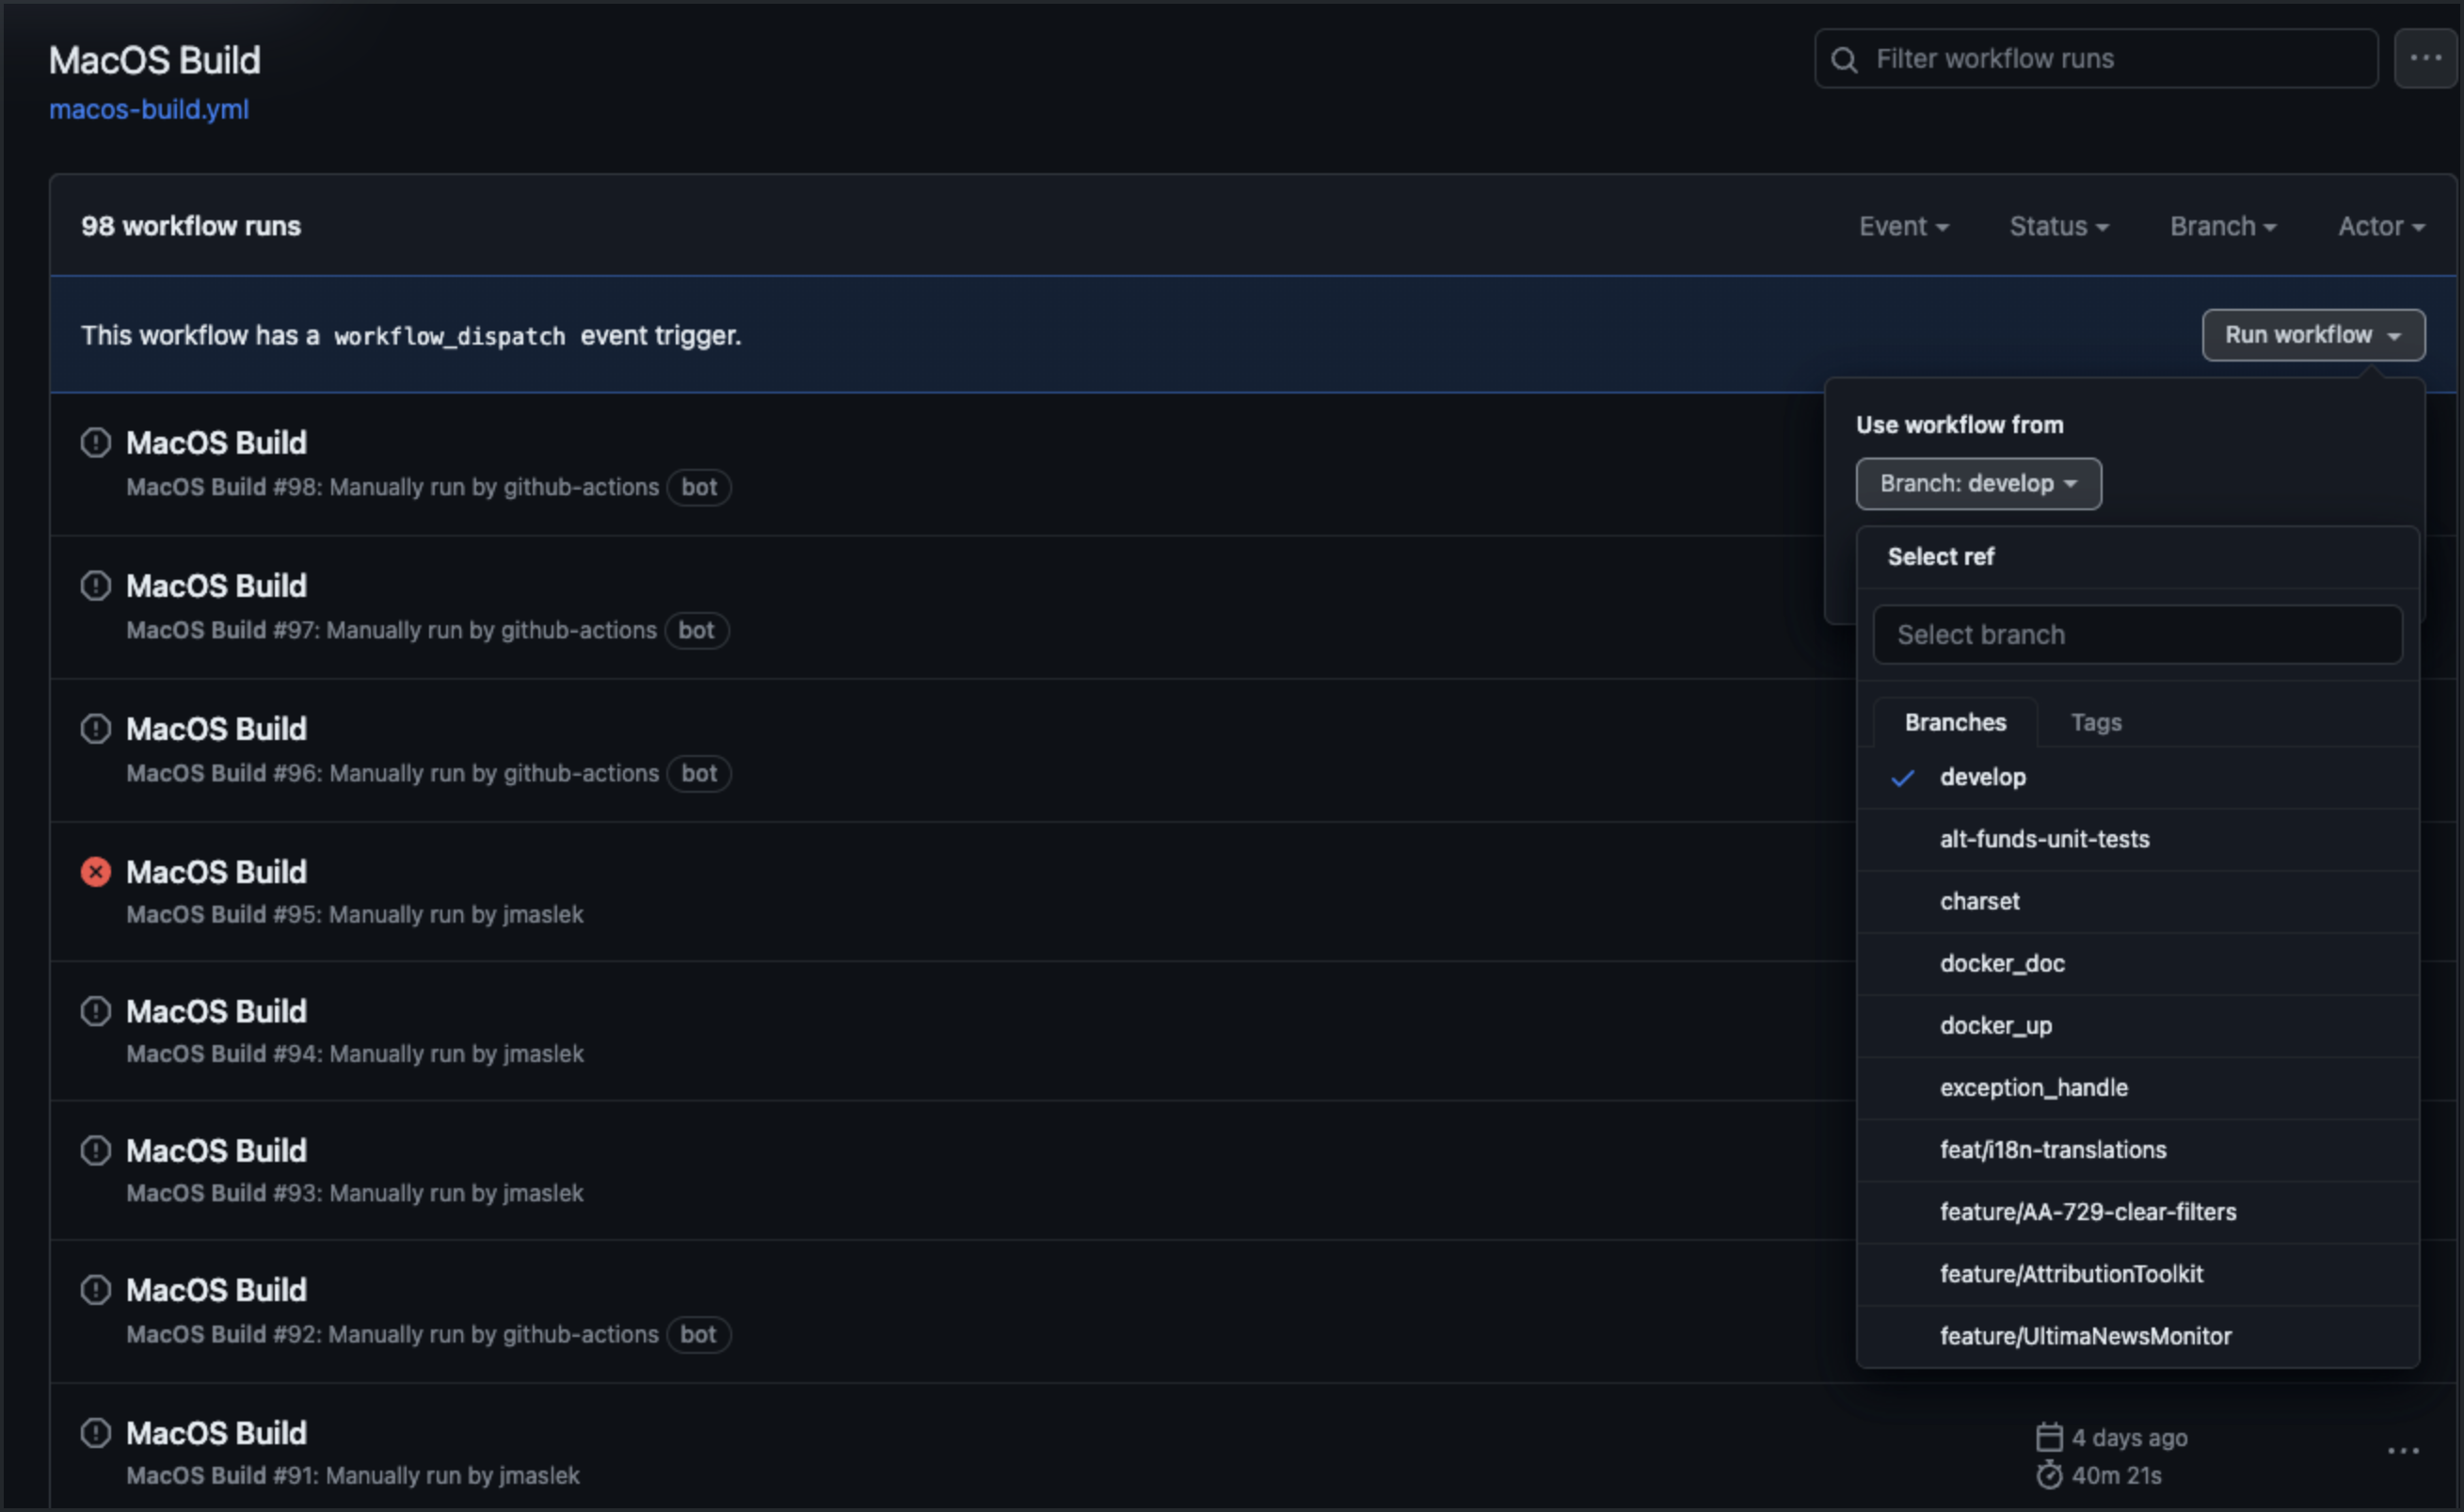 MacOS Build
macos-build.yml
Filter workflow runs
98 workflow runs
Event
Status
Branch
Actor
This workflow has a workflow_dispatch event trigger.
Run workflow
Use workflow from
Branch: develop
Select ref
Select branch
Branches
Tags
develop
alt-funds-unit-tests
charset
docker_doc
docker_up
exception_handle
feat/i18n-translations
feature/AA-729-clear-filters
feature/AttributionToolkit
feature/UltimaNewsMonitor
MacOS Build
MacOS Build #98: Manually run by github-actions bot
MacOS Build
MacOS Build #97: Manually run by github-actions bot
MacOS Build
MacOS Build #96: Manually run by github-actions bot
MacOS Build
MacOS Build #95: Manually run by jmaslek
MacOS Build
MacOS Build #94: Manually run by jmaslek
MacOS Build
MacOS Build #93: Manually run by jmaslek
MacOS Build
MacOS Build #92: Manually run by github-actions bot
MacOS Build
MacOS Build #91: Manually run by jmaslek
4 days ago
40m 21s